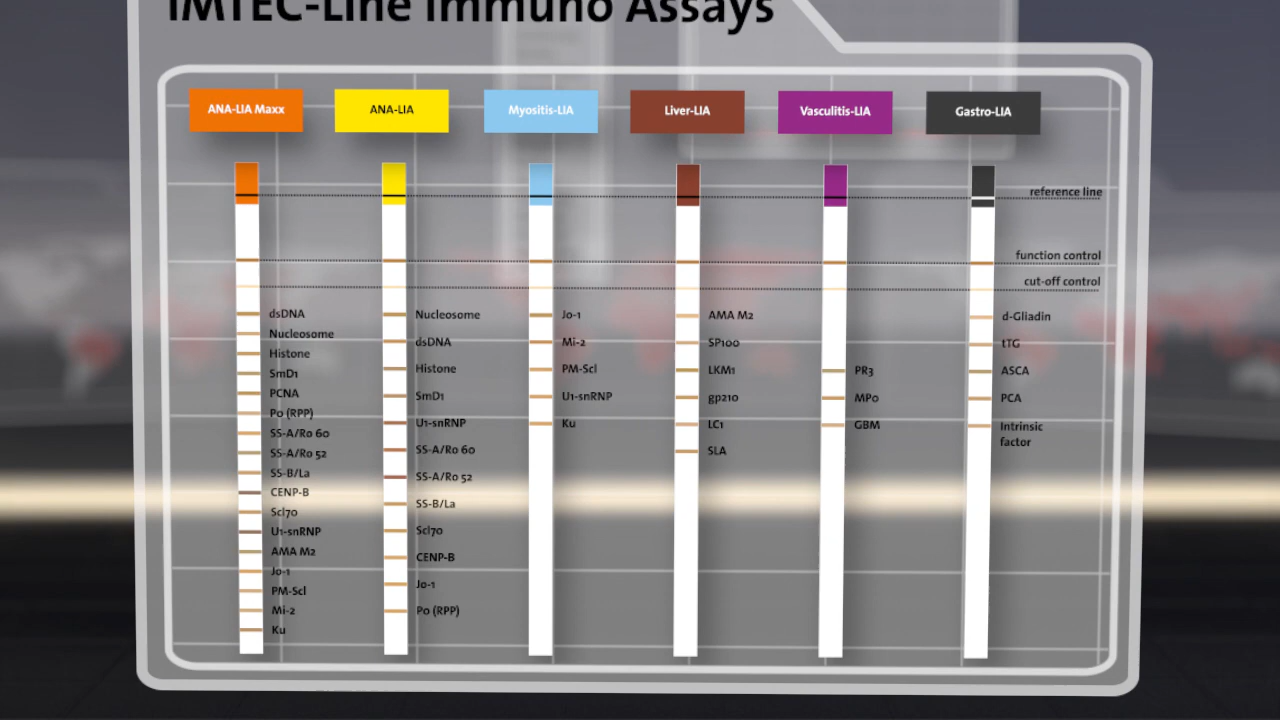 IMTEC-Line Immuno Assays
ANA-LIA Maxx
ANA-LIA
Myositis-LIA
Liver-LIA
Vasculitis-LIA
Gastro-LIA
reference line
function control
cut-off control
dsDNA
Nucleosome
Histone
SmD1
PCNA
P0 (RPP)
SS-A/Ro 60
SS-A/Ro 52
SS-B/La
CENP-B
Scl70
U1-snRNP
AMA M2
Jo-1
PM-Scl
Mi-2
Ku
Nucleosome
dsDNA
Histone
SmD1
U1-snRNP
SS-A/Ro 60
SS-A/Ro 52
SS-B/La
Scl70
CENP-B
Jo-1
P0 (RPP)
Jo-1
Mi-2
PM-Scl
U1-snRNP
Ku
AMA M2
SP100
LKM1
gp210
LC1
SLA
PR3
MPO
GBM
d-Gliadin
tTG
ASCA
PCA
Intrinsic
factor